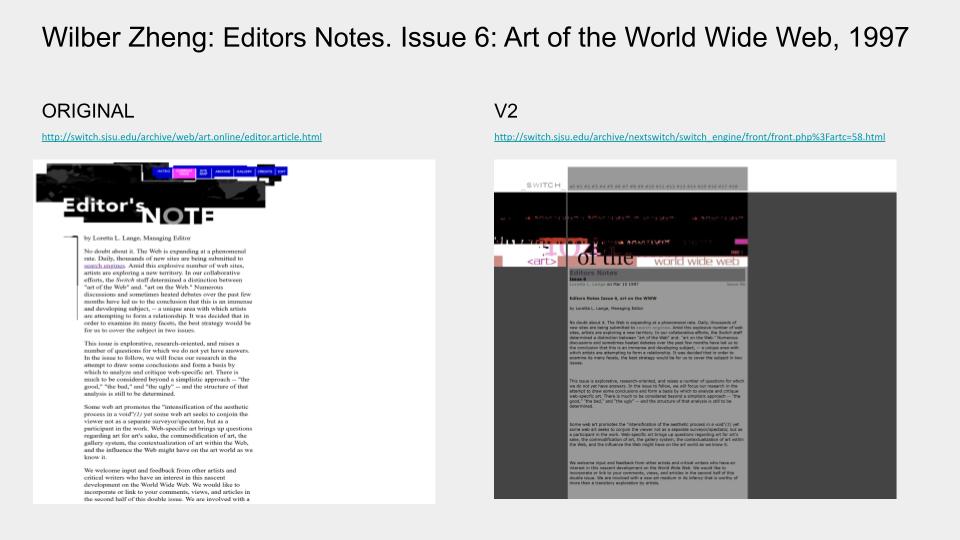 Wilber Zheng: Editors Notes. Issue 6: Art of the World Wide Web, 1997
ORIGINAL
http://switch.sjsu.edu/archive/web/art.online/editor.article.html
INTRO
ARCHIVE
GALLERY
CREDITS
Editor's
NOTE
by Loretta L. Lange, Managing Editor
No doubt about it. The Web is expanding at a phenomenal
rate. Daily, thousands of new sites are being submitted to
search engines. Amid this explosive number of web sites,
artists are exploring a new territory. In our collaborative
efforts, the Switch staff determined a distinction between
"art of the Web" and. "art on the Web." Numerous
discussions and sometimes heated debates over the past few
months have led us to the conclusion that this is an immense
and developing subject, -- a unique area with which artists
are attempting to form a relationship. It was decided that in
order to examine its many facets, the best strategy would be
for us to cover the subject in two issues.
This issue is explorative, research-oriented, and raises a
number of questions for which we do not yet have answers.
In the issue to follow, we will focus our research in the
attempt to draw some conclusions and form a basis by
which to analyze and critique web-specific art. There is
much to be considered beyond a simplistic approach -- "the
good," "the bad," and "the ugly" -- and the structure of that
analysis is still to be determined.
Some web art promotes the "intensification of the aesthetic
process in a void"(1) yet some web art seeks to conjoin the
viewer not as a separate surveyor/spectator, but as a
participant in the work. Web-specific art brings up questions
regarding art for art's sake, the commodification of art, the
gallery system, the contextualization of art within the Web,
and the influence the Web might have on the art world as we
know it.
We welcome input and feedback from other artists and
critical writers who have an interest in this nascent
development on the World Wide Web. We would like to
incorporate or link to your comments, views, and articles in
the second half of this double issue. We are involved with a
V2
http://switch.sjsu.edu/archive/nextswitch/switch_engine/front/front.php%3Fartc=58.html
SWITCH
<art>
of the
world wide web
Editors Notes
Issue 6
Loretta L. Lange on Mar 10 1997
Editors Notes Issue 6, art on the WWW
by Loretta L. Lange, Managing Editor
No doubt about it. The Web is expanding at a phenomenal rate. Daily, thousands of
new sites are being submitted to search engines. Amid this explosive number of web
sites, artists are exploring a new territory. In our collaborative efforts, the Switch staff
determined a distinction between "art of the Web" and. "art on the Web." Numerous
discussions and sometimes heated debates over the past few months have led us to
the conclusion that this is an immense and developing subject, -- a unique area with
which artists are attempting to form a relationship. It was decided that in order to
examine its many facets, the best strategy would be for us to cover the subject in two
issues.
This issue is explorative, research-oriented, and raises a number of questions for which
we do not yet have answers. In the issue to follow, we will focus our research in the
attempt to draw some conclusions and form a basis by which to analyze and critique
web-specific art. There is much to be considered beyond a simplistic approach -- "the
good," "the bad," and "the ugly" -- and the structure of that analysis is still to be
determined.
Some web art promotes the "intensification of the aesthetic process in a void"(1) yet
some web art seeks to conjoin the viewer not as a separate surveyor/spectator, but as
a participant in the work. Web-specific art brings up questions regarding art for art's
sake, the commodification of art, the gallery system, the contextualization of art within
the Web, and the influence the Web might have on the art world as we know it.
We welcome input and feedback from other artists and critical writers who have an
interest in this nascent development on the World Wide Web. We would like to
incorporate or link to your comments, views, and articles in the second half of this
double issue. We are involved with a new art medium in its infancy that is worthy of
more than a transitory exploration by artists.